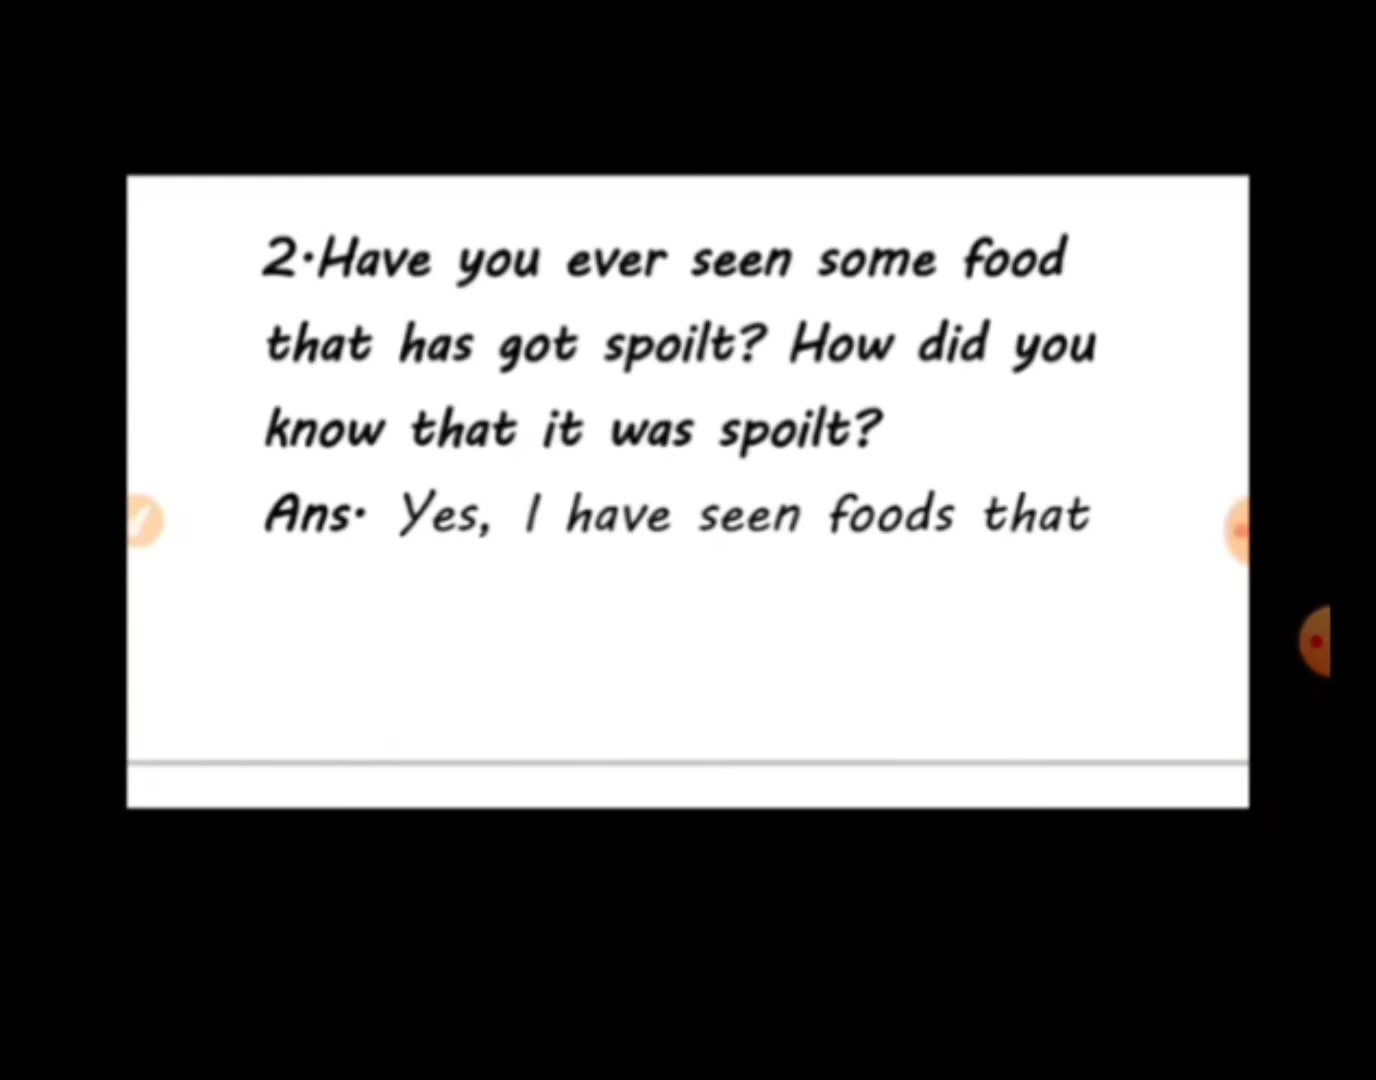 2.Have you ever seen some food
that has got spoilt? How did you
know that it was spoilt?
Ans. Yes, I have seen foods that